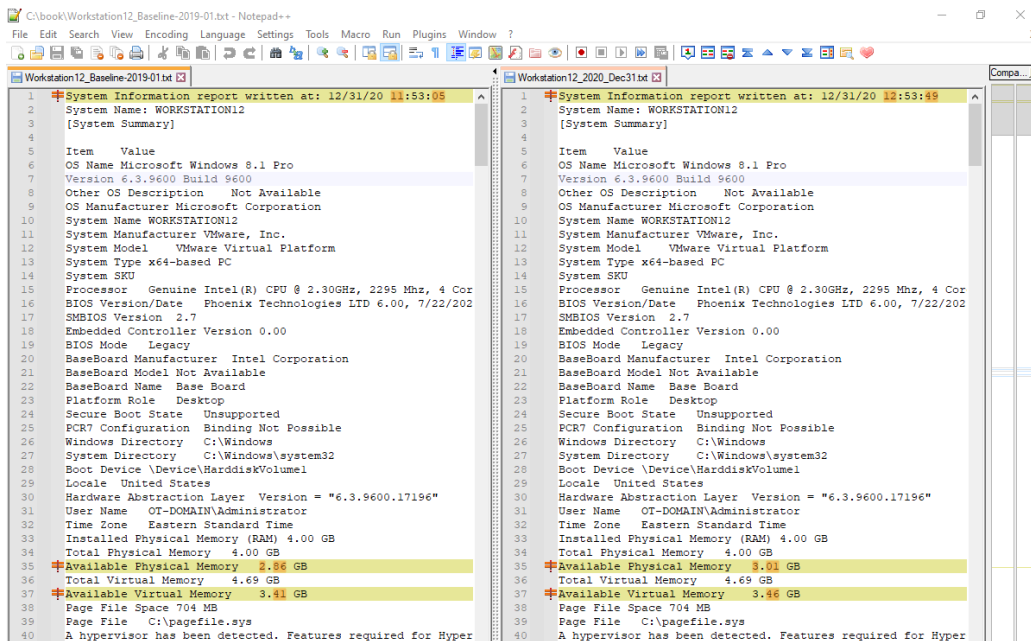 C:\book\Workstation12_Baseline-2019-01.txt - Notepad++
File Edit Search View Encoding Language Settings Tools Macro Run Plugins Window ?
Workstation12_Baseline-2019-01.txt
1 System Information report written at: 12/31/20 11:53:05
2 System Name: WORKSTATION12
3 [System Summary]
4
5 Item Value
6 OS Name Microsoft Windows 8.1 Pro
7 Version 6.3.9600 Build 9600
8 Other OS Description Not Available
9 OS Manufacturer Microsoft Corporation
10 System Name WORKSTATION12
11 System Manufacturer VMware, Inc.
12 System Model VMware Virtual Platform
13 System Type x64-based PC
14 System SKU
15 Processor Genuine Intel(R) CPU @ 2.30GHz, 2295 Mhz, 4 Cor
16 BIOS Version/Date Phoenix Technologies LTD 6.00, 7/22/202
17 SMBIOS Version 2.7
18 Embedded Controller Version 0.00
19 BIOS Mode Legacy
20 BaseBoard Manufacturer Intel Corporation
21 BaseBoard Model Not Available
22 BaseBoard Name Base Board
23 Platform Role Desktop
24 Secure Boot State Unsupported
25 PCR7 Configuration Binding Not Possible
26 Windows Directory C:\Windows
27 System Directory C:\Windows\system32
28 Boot Device \Device\HarddiskVolume1
29 Locale United States
30 Hardware Abstraction Layer Version = "6.3.9600.17196"
31 User Name OT-DOMAIN\Administrator
32 Time Zone Eastern Standard Time
33 Installed Physical Memory (RAM) 4.00 GB
34 Total Physical Memory 4.00 GB
35 Available Physical Memory 2.86 GB
36 Total Virtual Memory 4.69 GB
37 Available Virtual Memory 3.41 GB
38 Page File Space 704 MB
39 Page File C:\pagefile.sys
40 A hypervisor has been detected. Features required for Hyper
Workstation12_2020_Dec31.txt
1 System Information report written at: 12/31/20 12:53:49
2 System Name: WORKSTATION12
3 [System Summary]
4
5 Item Value
6 OS Name Microsoft Windows 8.1 Pro
7 Version 6.3.9600 Build 9600
8 Other OS Description Not Available
9 OS Manufacturer Microsoft Corporation
10 System Name WORKSTATION12
11 System Manufacturer VMware, Inc.
12 System Model VMware Virtual Platform
13 System Type x64-based PC
14 System SKU
15 Processor Genuine Intel(R) CPU @ 2.30GHz, 2295 Mhz, 4 Cor
16 BIOS Version/Date Phoenix Technologies LTD 6.00, 7/22/202
17 SMBIOS Version 2.7
18 Embedded Controller Version 0.00
19 BIOS Mode Legacy
20 BaseBoard Manufacturer Intel Corporation
21 BaseBoard Model Not Available
22 BaseBoard Name Base Board
23 Platform Role Desktop
24 Secure Boot State Unsupported
25 PCR7 Configuration Binding Not Possible
26 Windows Directory C:\Windows
27 System Directory C:\Windows\system32
28 Boot Device \Device\HarddiskVolume1
29 Locale United States
30 Hardware Abstraction Layer Version = "6.3.9600.17196"
31 User Name OT-DOMAIN\Administrator
32 Time Zone Eastern Standard Time
33 Installed Physical Memory (RAM) 4.00 GB
34 Total Physical Memory 4.00 GB
35 Available Physical Memory 3.01 GB
36 Total Virtual Memory 4.69 GB
37 Available Virtual Memory 3.46 GB
38 Page File Space 704 MB
39 Page File C:\pagefile.sys
40 A hypervisor has been detected. Features required for Hyper
Compa...